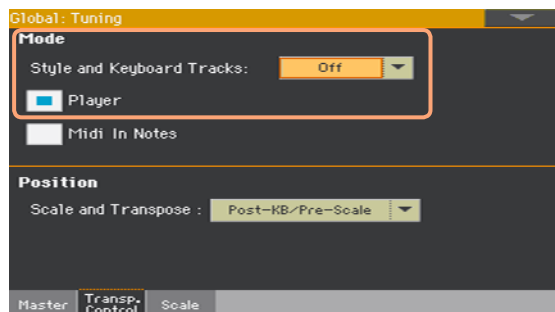 Global: Tuning
Mode
Style and Keyboard Tracks: Off
Player
Midi In Notes
Position
Scale and Transpose : Post-KB/Pre-Scale
Master Transp. Control Scale